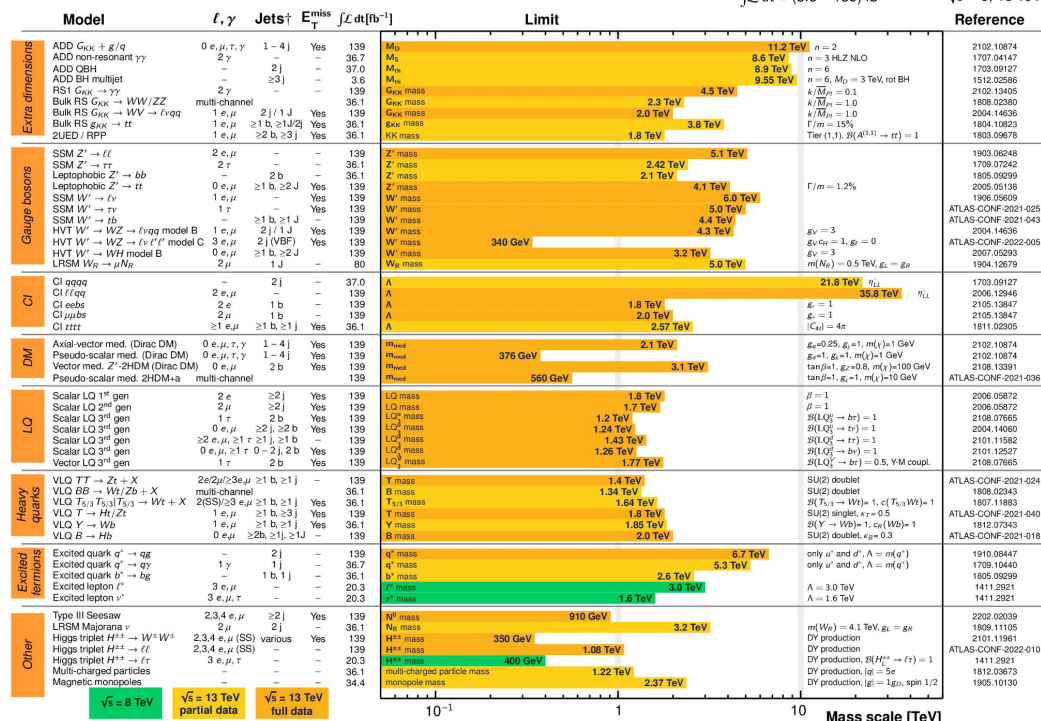 Model ℓ, γ Jets† E_T^miss ∫L dt[fb⁻¹] Limit Reference
Extra dimensions
ADD G_KK + g/q 0 e, μ, τ, γ 1 – 4 j Yes 139 M_D 11.2 TeV n = 2 2102.10874
ADD non-resonant γγ 2 γ – – 36.7 M_S 8.6 TeV n = 3 HLZ NLO 1707.04147
ADD QBH – 2 j – 37.0 M_th 8.9 TeV n = 6 1703.09127
ADD BH multijet – ≥3 j – 3.6 M_th 9.55 TeV n = 6, M_D = 3 TeV, rot BH 1512.02586
RS1 G_KK → γγ 2 γ – – 139 G_KK mass 4.5 TeV k/M̅_Pl = 0.1 2102.13405
Bulk RS G_KK → WW/ZZ multi-channel 36.1 G_KK mass 2.3 TeV k/M̅_Pl = 1.0 1808.02380
Bulk RS G_KK → WV → ℓνqq 1 e, μ 2 j / 1 J Yes 139 G_KK mass 2.0 TeV k/M̅_Pl = 1.0 2004.14636
Bulk RS g_KK → tt 1 e, μ ≥1 b, ≥1J/2j Yes 36.1 g_KK mass 3.8 TeV Γ/m = 15% 1804.10823
2UED / RPP 1 e, μ ≥2 b, ≥3 j Yes 36.1 KK mass 1.8 TeV Tier (1,1), B(A^(1,1) → tt) = 1 1803.09678
Gauge bosons
SSM Z′ → ℓℓ 2 e, μ – – 139 Z′ mass 5.1 TeV 1903.06248
SSM Z′ → ττ 2 τ – – 36.1 Z′ mass 2.42 TeV 1709.07242
Leptophobic Z′ → bb – 2 b – 36.1 Z′ mass 2.1 TeV 1805.09299
Leptophobic Z′ → tt 0 e, μ ≥1 b, ≥2 J Yes 139 Z′ mass 4.1 TeV Γ/m = 1.2% 2005.05138
SSM W′ → ℓν 1 e, μ – Yes 139 W′ mass 6.0 TeV 1906.05609
SSM W′ → τν 1 τ – Yes 139 W′ mass 5.0 TeV ATLAS-CONF-2021-025
SSM W′ → tb – ≥1 b, ≥1 J – 139 W′ mass 4.4 TeV ATLAS-CONF-2021-043
HVT W′ → WZ → ℓνqq model B 1 e, μ 2 j / 1 J Yes 139 W′ mass 4.3 TeV g_V = 3 2004.14636
HVT W′ → WZ → ℓν ℓ′ℓ′ model C 3 e, μ 2 j (VBF) Yes 139 W′ mass 340 GeV g_V c_H = 1, g_f = 0 ATLAS-CONF-2022-005
HVT W′ → WH model B 0 e, μ ≥1 b, ≥2 J 139 W′ mass 3.2 TeV g_V = 3 2007.05293
LRSM W_R → μN_R 2 μ 1 J – 80 W_R mass 5.0 TeV m(N_R) = 0.5 TeV, g_L = g_R 1904.12679
CI
CI qqqq – 2 j – 37.0 Λ 21.8 TeV η⁻_LL 1703.09127
CI ℓℓqq 2 e, μ – – 139 Λ 35.8 TeV η⁻_LL 2006.12946
CI eebs 2 e 1 b – 139 Λ 1.8 TeV g_* = 1 2105.13847
CI μμbs 2 μ 1 b – 139 Λ 2.0 TeV g_* = 1 2105.13847
CI tttt ≥1 e,μ ≥1 b, ≥1 j Yes 36.1 Λ 2.57 TeV |C_4t| = 4π 1811.02305
DM
Axial-vector med. (Dirac DM) 0 e, μ, τ, γ 1 – 4 j Yes 139 m_med 2.1 TeV g_q=0.25, g_χ=1, m(χ)=1 GeV 2102.10874
Pseudo-scalar med. (Dirac DM) 0 e, μ, τ, γ 1 – 4 j Yes 139 m_med 376 GeV g_q=1, g_χ=1, m(χ)=1 GeV 2102.10874
Vector med. Z′-2HDM (Dirac DM) 0 e, μ 2 b Yes 139 m_med 3.1 TeV tan β=1, g_Z=0.8, m(χ)=100 GeV 2108.13391
Pseudo-scalar med. 2HDM+a multi-channel 139 m_med 560 GeV tan β=1, g_χ=1, m(χ)=10 GeV ATLAS-CONF-2021-036
LQ
Scalar LQ 1st gen 2 e ≥2 j Yes 139 LQ mass 1.8 TeV β = 1 2006.05872
Scalar LQ 2nd gen 2 μ ≥2 j Yes 139 LQ mass 1.7 TeV β = 1 2006.05872
Scalar LQ 3rd gen 1 τ 2 b Yes 139 LQ₃ᵘ mass 1.2 TeV B(LQ₃ᵘ → bτ) = 1 2108.07665
Scalar LQ 3rd gen 0 e, μ ≥2 j, ≥2 b Yes 139 LQ₃ᵘ mass 1.24 TeV B(LQ₃ᵘ → tν) = 1 2004.14060
Scalar LQ 3rd gen ≥2 e, μ, ≥1 τ ≥1 j, ≥1 b – 139 LQ₃ᵈ mass 1.43 TeV B(LQ₃ᵈ → tτ) = 1 2101.11582
Scalar LQ 3rd gen 0 e, μ, ≥1 τ 0 – 2 j, 2 b Yes 139 LQ₃ᵈ mass 1.26 TeV B(LQ₃ᵈ → bν) = 1 2101.12527
Vector LQ 3rd gen 1 τ 2 b Yes 139 LQ₃ⱽ mass 1.77 TeV B(LQ₃ⱽ → bτ) = 0.5, Y-M coupl. 2108.07665
Heavy quarks
VLQ TT → Zt + X 2e/2μ/≥3e,μ ≥1 b, ≥1 j – 139 T mass 1.4 TeV SU(2) doublet ATLAS-CONF-2021-024
VLQ BB → Wt/Zb + X multi-channel 36.1 B mass 1.34 TeV SU(2) doublet 1808.02343
VLQ T_5/3 T_5/3|T_5/3 → Wt + X 2(SS)/≥3 e,μ ≥1 b, ≥1 j Yes 36.1 T_5/3 mass 1.64 TeV B(T_5/3 → Wt)= 1, c(T_5/3 Wt)= 1 1807.11883
VLQ T → Ht/Zt 1 e, μ ≥1 b, ≥3 j Yes 139 T mass 1.8 TeV SU(2) singlet, κ_T = 0.5 ATLAS-CONF-2021-040
VLQ Y → Wb 1 e, μ ≥1 b, ≥1 j Yes 36.1 Y mass 1.85 TeV B(Y → Wb)= 1, c_R(Wb)= 1 1812.07343
VLQ B → Hb 0 e,μ ≥2b, ≥1j, ≥1J – 139 B mass 2.0 TeV SU(2) doublet, κ_B= 0.3 ATLAS-CONF-2021-018
Excited fermions
Excited quark q* → qg – 2 j – 139 q* mass 6.7 TeV only u* and d*, Λ = m(q*) 1910.08447
Excited quark q* → qγ 1 γ 1 j – 36.7 q* mass 5.3 TeV only u* and d*, Λ = m(q*) 1709.10440
Excited quark b* → bg – 1 b, 1 j – 36.1 b* mass 2.6 TeV 1805.09299
Excited lepton ℓ* 3 e, μ – – 20.3 ℓ* mass 3.0 TeV Λ = 3.0 TeV 1411.2921
Excited lepton ν* 3 e, μ, τ – – 20.3 ν* mass 1.6 TeV Λ = 1.6 TeV 1411.2921
Other
Type III Seesaw 2,3,4 e, μ ≥2 j Yes 139 N⁰ mass 910 GeV 2202.02039
LRSM Majorana ν 2 μ 2 j – 36.1 N_R mass 3.2 TeV m(W_R) = 4.1 TeV, g_L = g_R 1809.11105
Higgs triplet H^±± → W^±W^± 2,3,4 e, μ (SS) various Yes 139 H^±± mass 350 GeV DY production 2101.11961
Higgs triplet H^±± → ℓℓ 2,3,4 e, μ (SS) – – 139 H^±± mass 1.08 TeV DY production ATLAS-CONF-2022-010
Higgs triplet H^±± → ℓτ 3 e, μ, τ – – 20.3 H^±± mass 400 GeV DY production, B(H_L^±± → ℓτ) = 1 1411.2921
Multi-charged particles – – – 36.1 multi-charged particle mass 1.22 TeV DY production, |q| = 5e 1812.03673
Magnetic monopoles – – – 34.4 monopole mass 2.37 TeV DY production, |g| = 1g_D, spin 1/2 1905.10130
√s = 8 TeV
√s = 13 TeV partial data
√s = 13 TeV full data
10⁻¹ 1 10
Mass scale [TeV]